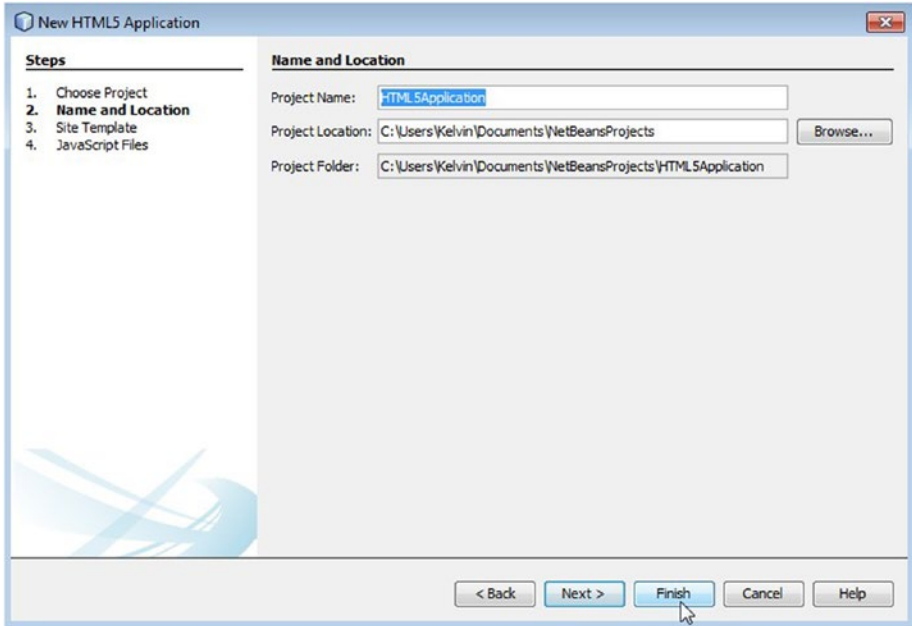 New HTML5 Application
Steps
1. Choose Project
2. Name and Location
3. Site Template
4. JavaScript Files
Name and Location
Project Name: HTML5Application
Project Location: C:\Users\Kelvin\Documents\NetBeansProjects Browse...
Project Folder: C:\Users\Kelvin\Documents\NetBeansProjects\HTML5Application
< Back Next > Finish Cancel Help